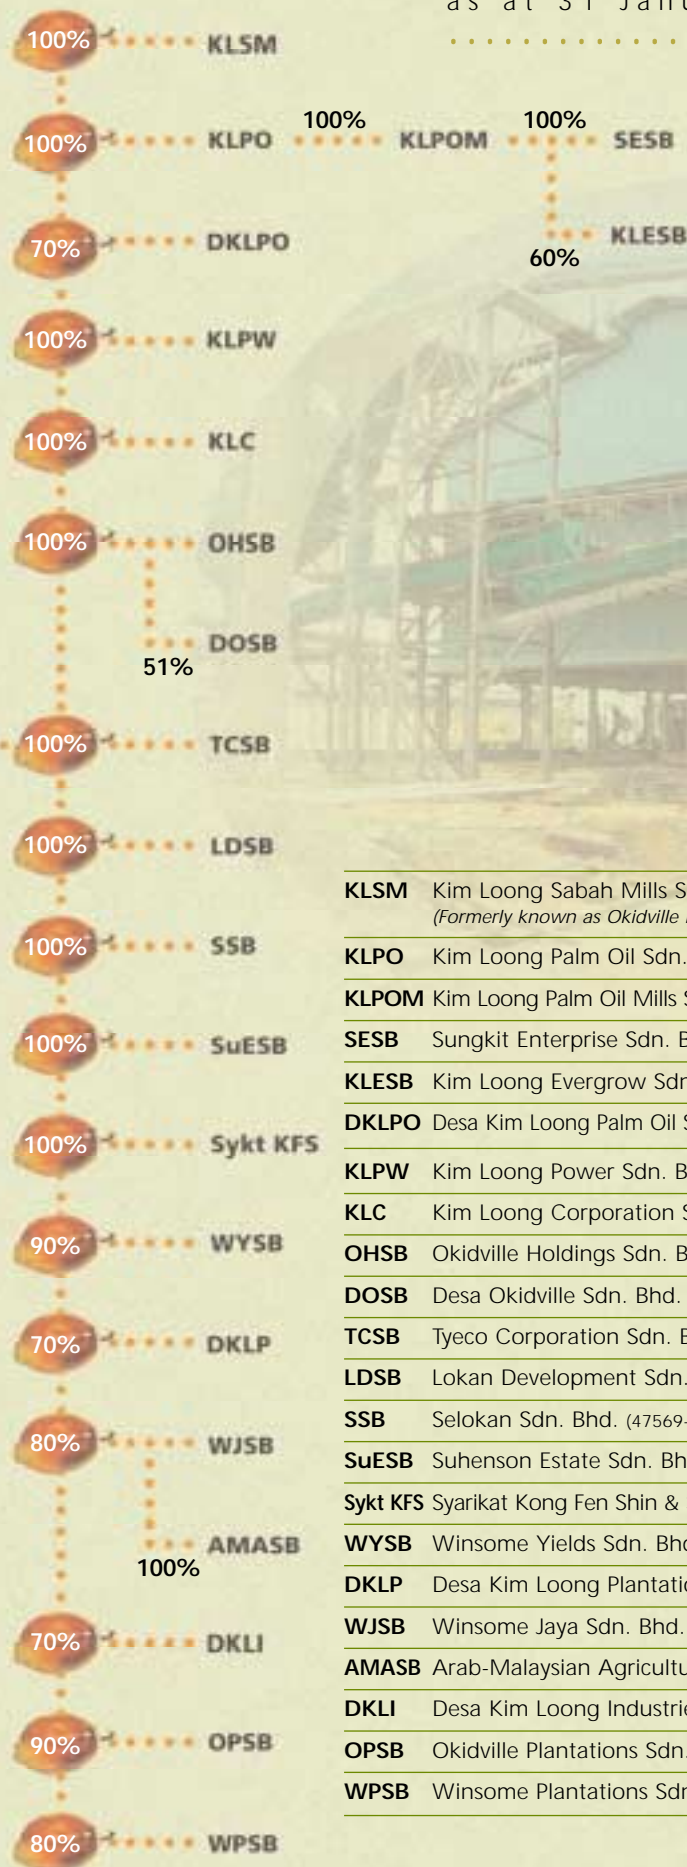 as at 31
100% KLSM
100% KLPO 100% KLPOM 100% SESB
60% KLESB
70% DKLPO
100% KLPW
100% KLC
100% OHSB
51% DOSB
100% TCSB
100% LDSB
100% SSB
100% SuESB
100% Sykt KFS
90% WYSB
70% DKLP
80% WJSB
100% AMASB
70% DKLI
90% OPSB
80% WPSB
KLSM Kim Loong Sabah Mills S
(Formerly known as Okidville
KLPO Kim Loong Palm Oil Sdn.
KLPOM Kim Loong Palm Oil Mills S
SESB Sungkit Enterprise Sdn. B
KLESB Kim Loong Evergrow Sdn
DKLPO Desa Kim Loong Palm Oil S
KLPW Kim Loong Power Sdn. B
KLC Kim Loong Corporation S
OHSB Okidville Holdings Sdn. B
DOSB Desa Okidville Sdn. Bhd.
TCSB Tyeco Corporation Sdn. B
LDSB Lokan Development Sdn.
SSB Selokan Sdn. Bhd. (47569-
SuESB Suhenson Estate Sdn. Bh
Sykt KFS Syarikat Kong Fen Shin &
WYSB Winsome Yields Sdn. Bhd
DKLP Desa Kim Loong Plantatio
WJSB Winsome Jaya Sdn. Bhd.
AMASB Arab-Malaysian Agricultu
DKLI Desa Kim Loong Industrie
OPSB Okidville Plantations Sdn.
WPSB Winsome Plantations Sdn